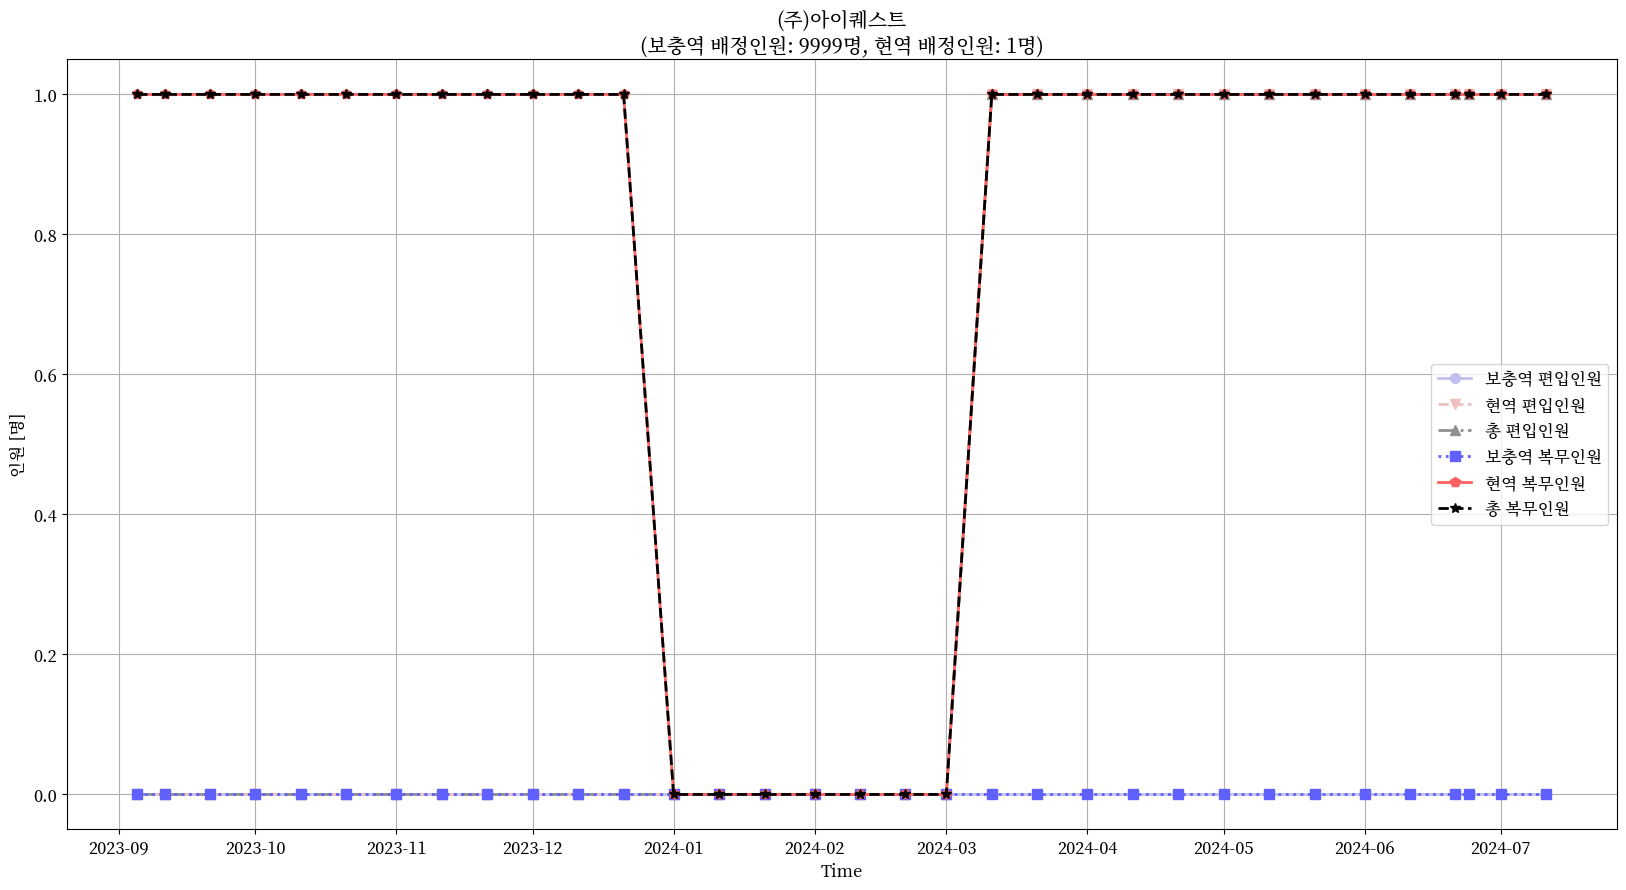 (주)아이퀘스트
(보충역 배정인원: 9999명, 현역 배정인원: 1명)
인원 [명]
1.0
0.8
0.6
0.4
0.2
0.0
보충역 편입인원
현역 편입인원
총 편입인원
보충역 복무인원
현역 복무인원
총 복무인원
2023-09 2023-10 2023-11 2023-12 2024-01 2024-02 2024-03 2024-04 2024-05 2024-06 2024-07
Time